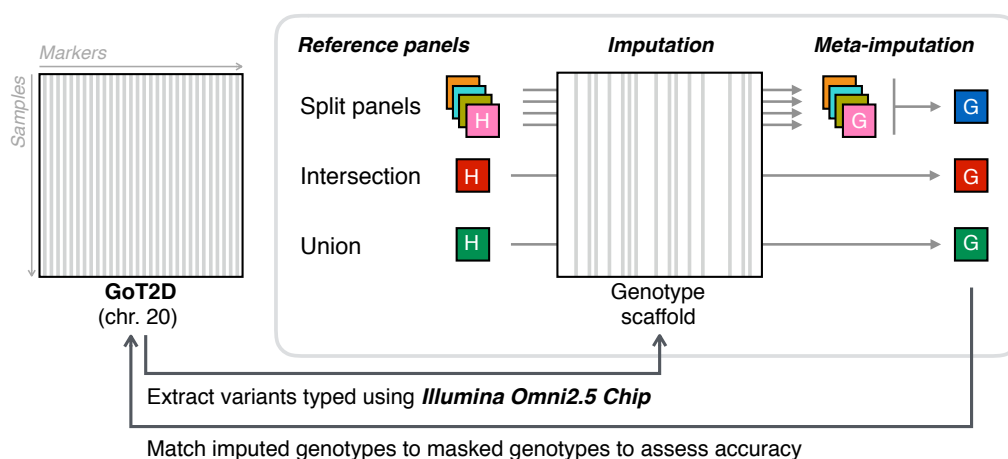 Markers
Samples
GoT2D
(chr. 20)
Reference panels
Imputation
Meta-imputation
Split panels
H
G
G
Intersection
H
G
Union
H
G
Genotype
scaffold
Extract variants typed using Illumina Omni2.5 Chip
Match imputed genotypes to masked genotypes to assess accuracy